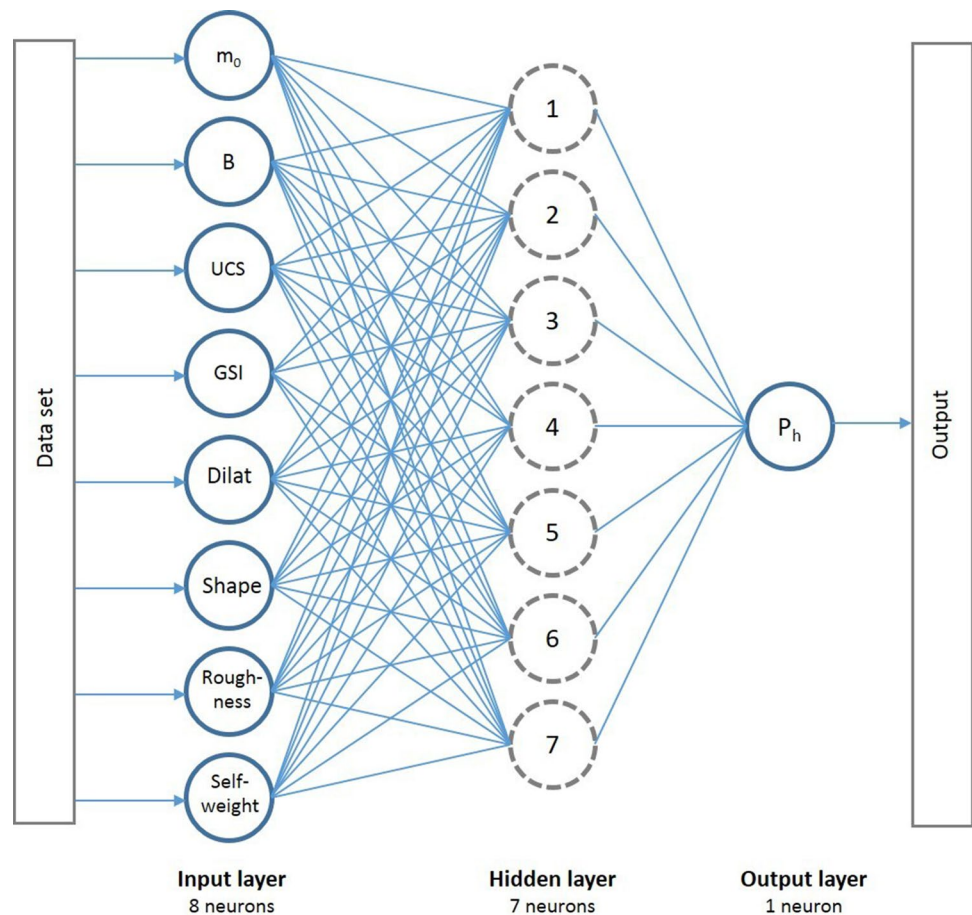 Data set
m₀
B
UCS
GSI
Dilat
Shape
Rough-
ness
Self-
weight
1
2
3
4
5
6
7
Pₕ
Output
Input layer
8 neurons
Hidden layer
7 neurons
Output layer
1 neuron